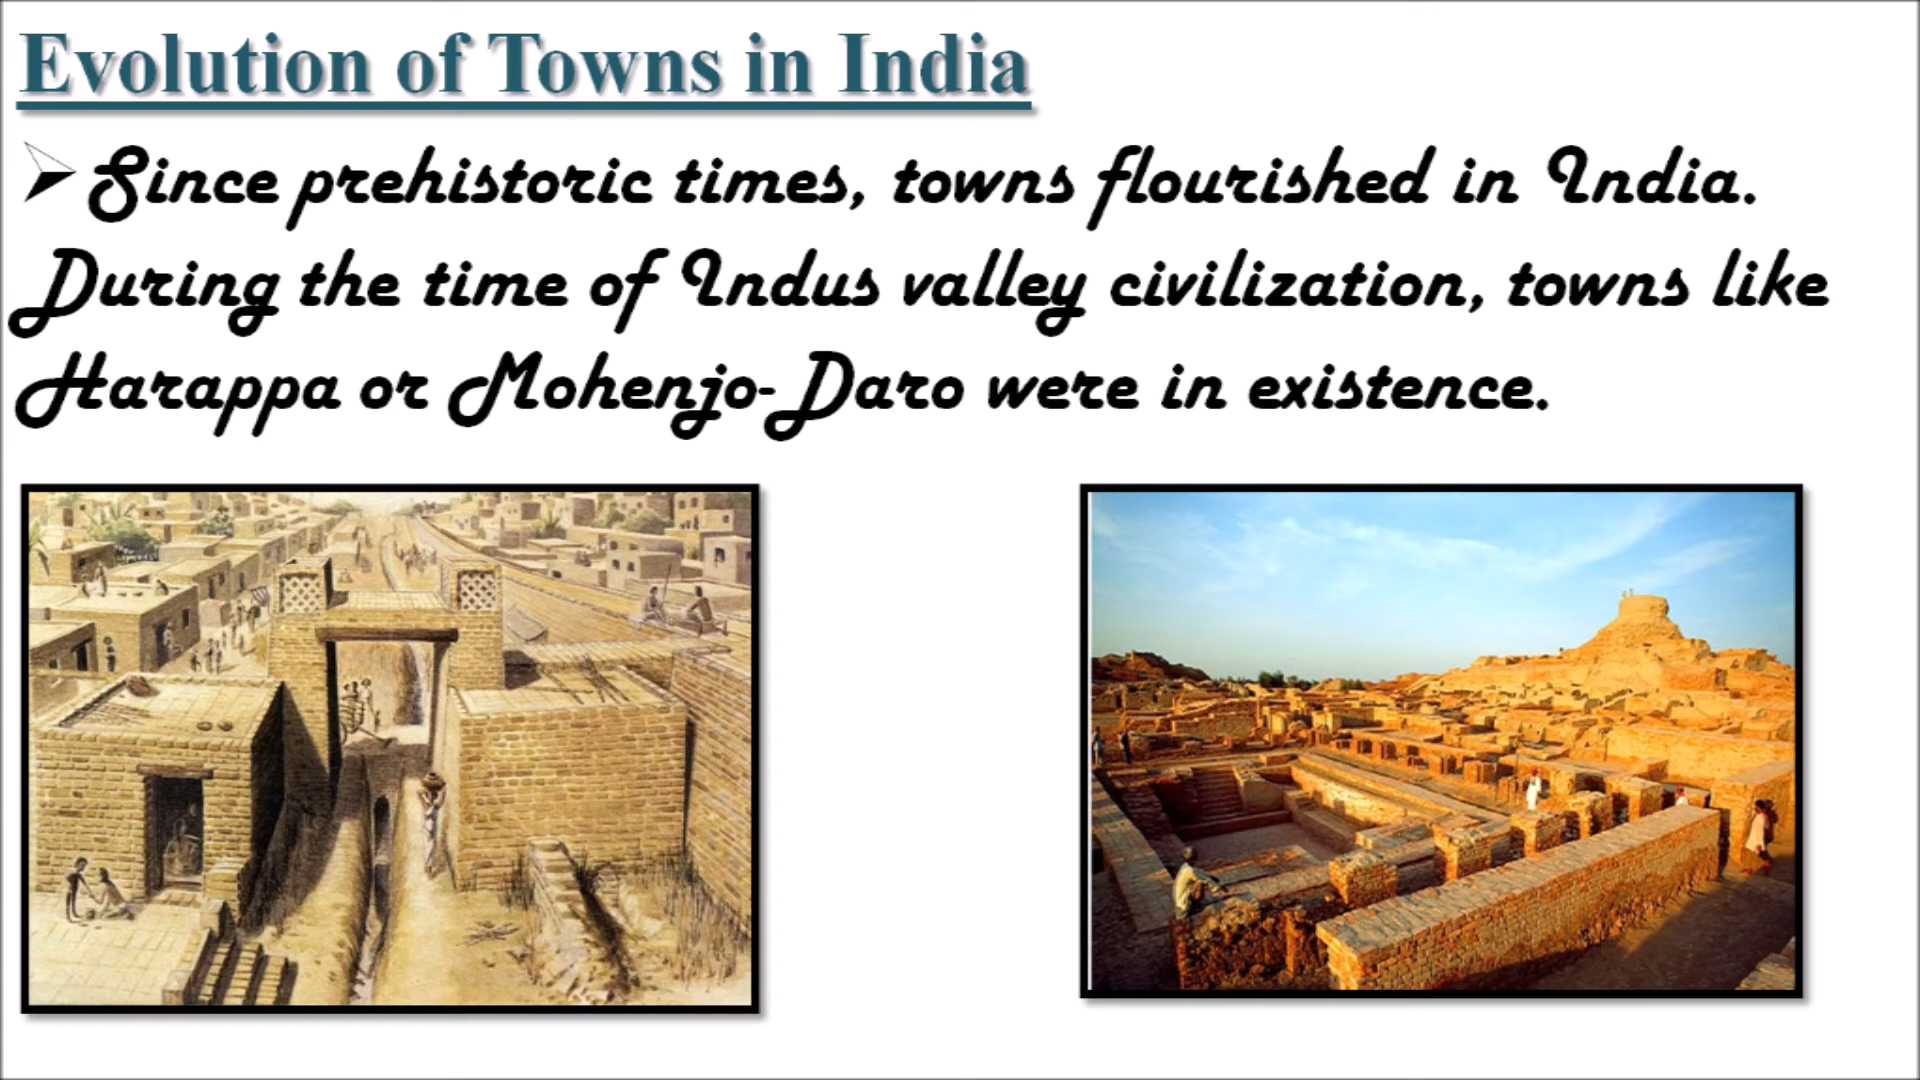 Evolution of Towns in India
➢Since prehistoric times, towns flourished in India.
During the time of Indus valley civilization, towns like
Harappa or Mohenjo-Daro were in existence.